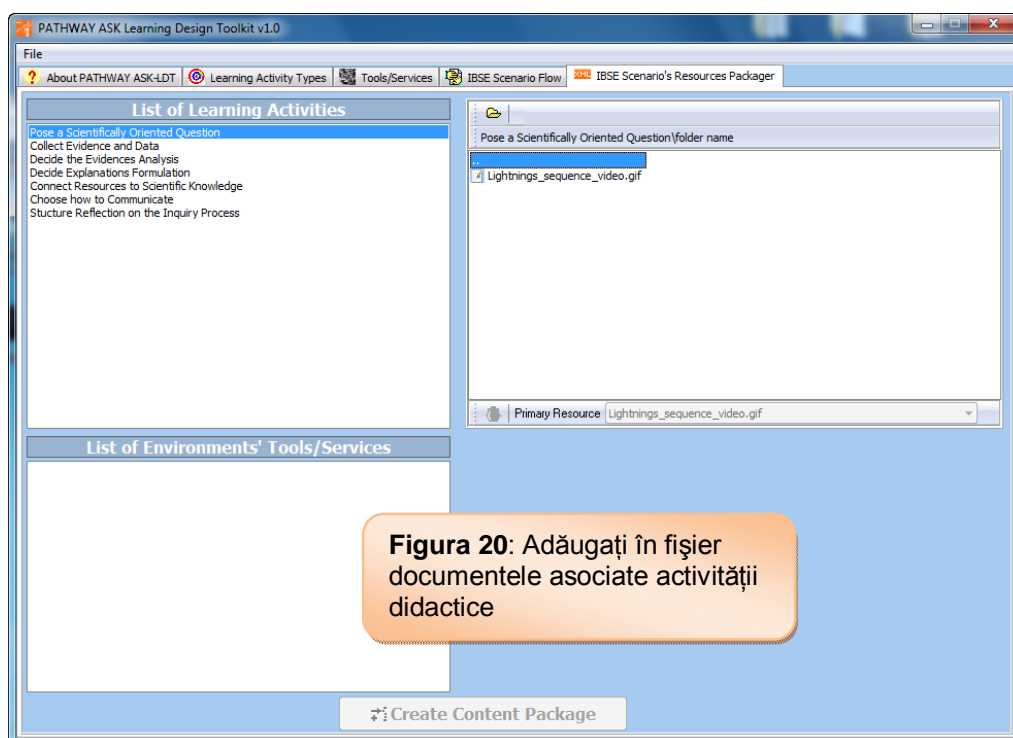 PATHWAY ASK Learning Design Toolkit v1.0
File
About PATHWAY ASK-LDT Learning Activity Types Tools/Services IBSE Scenario Flow XML IBSE Scenario's Resources Packager
List of Learning Activities
Pose a Scientifically Oriented Question
Collect Evidence and Data
Decide the Evidences Analysis
Decide Explanations Formulation
Connect Resources to Scientific Knowledge
Choose how to Communicate
Stucture Reflection on the Inquiry Process
Pose a Scientifically Oriented Question\folder name
..
Lightnings_sequence_video.gif
Primary Resource Lightnings_sequence_video.gif
List of Environments' Tools/Services
Figura 20: Adăugați în fişier
documentele asociate activității
didactice
Create Content Package